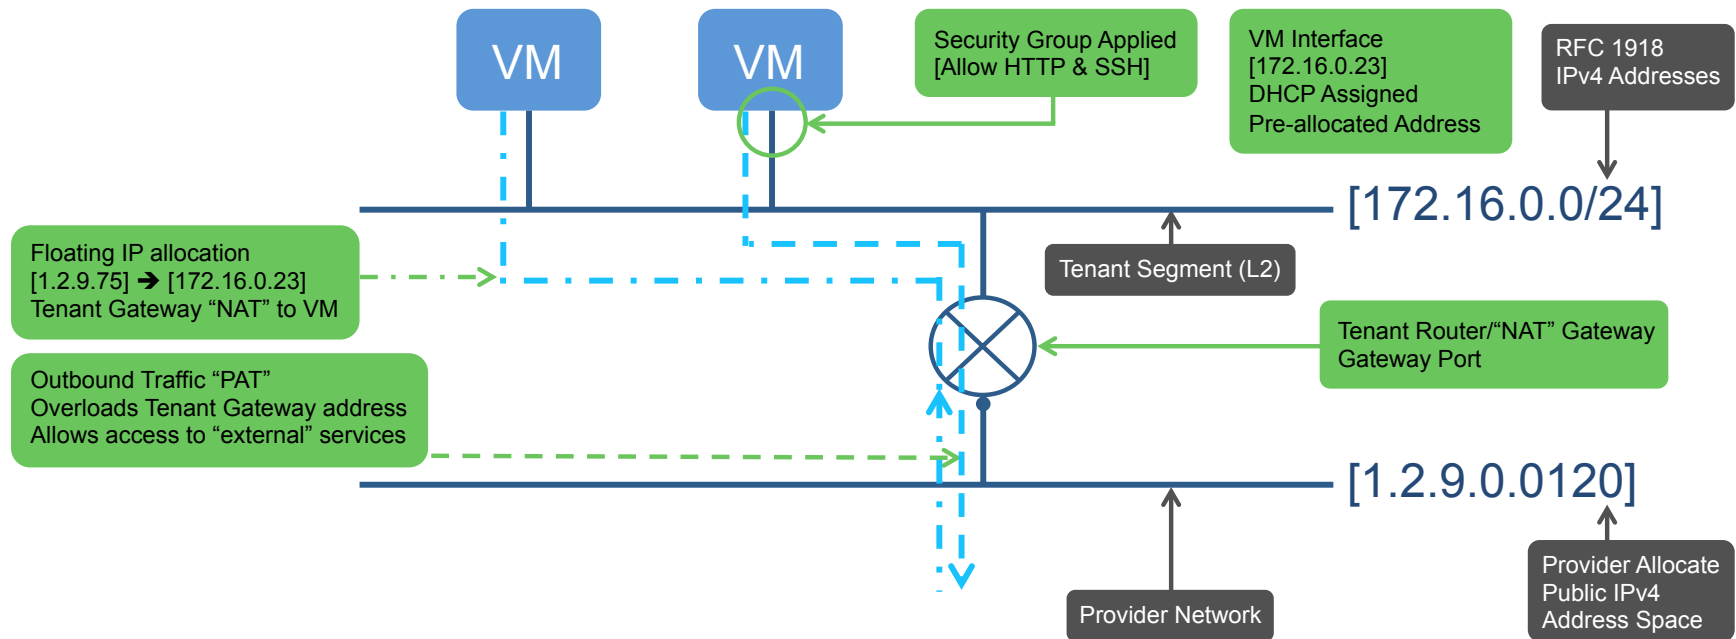 VM
VM
Security Group Applied
[Allow HTTP & SSH]
VM Interface
[172.16.0.23]
DHCP Assigned
Pre-allocated Address
RFC 1918
IPv4 Addresses
[172.16.0.0/24]
Floating IP allocation
[1.2.9.75] ➔ [172.16.0.23]
Tenant Gateway “NAT” to VM
Tenant Segment (L2)
Tenant Router/“NAT” Gateway
Gateway Port
Outbound Traffic “PAT”
Overloads Tenant Gateway address
Allows access to “external” services
[1.2.9.0.0120]
Provider Network
Provider Allocate
Public IPv4
Address Space